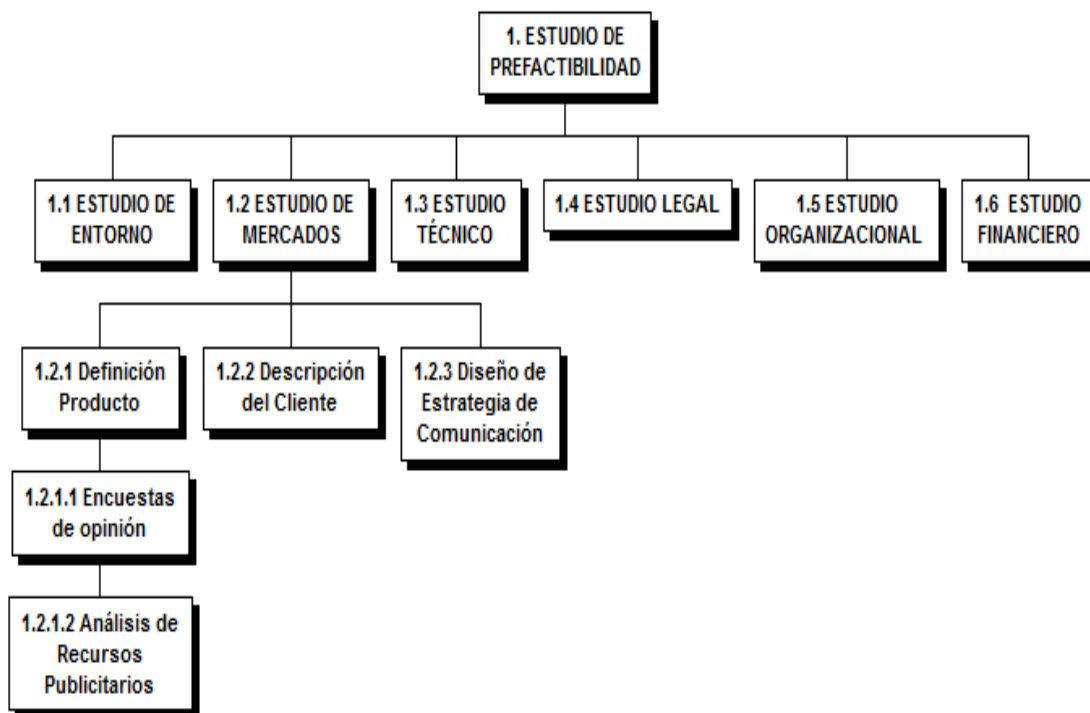 1. ESTUDIO DE
PREFACTIBILIDAD
1.1 ESTUDIO DE
ENTORNO
1.2 ESTUDIO DE
MERCADOS
1.3 ESTUDIO
TÉCNICO
1.4 ESTUDIO LEGAL
1.5 ESTUDIO
ORGANIZACIONAL
1.6 ESTUDIO
FINANCIERO
1.2.1 Definición
Producto
1.2.2 Descripción
del Cliente
1.2.3 Diseño de
Estrategia de
Comunicación
1.2.1.1 Encuestas
de opinión
1.2.1.2 Análisis de
Recursos
Publicitarios